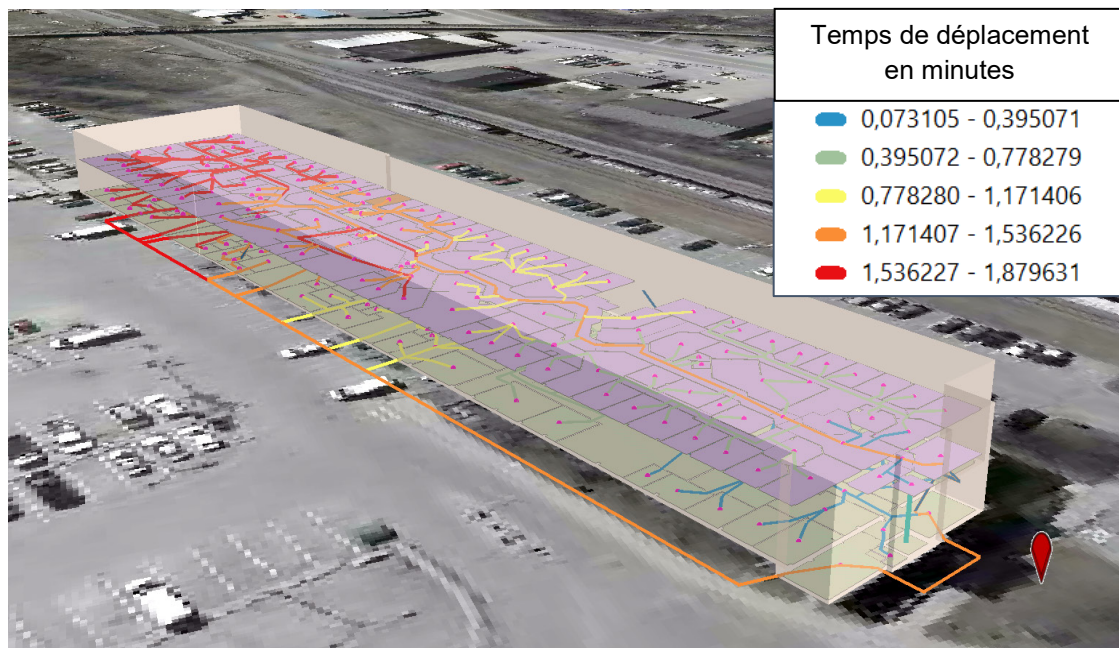 Temps de déplacement
en minutes
0,073105 - 0,395071
0,395072 - 0,778279
0,778280 - 1,171406
1,171407 - 1,536226
1,536227 - 1,879631